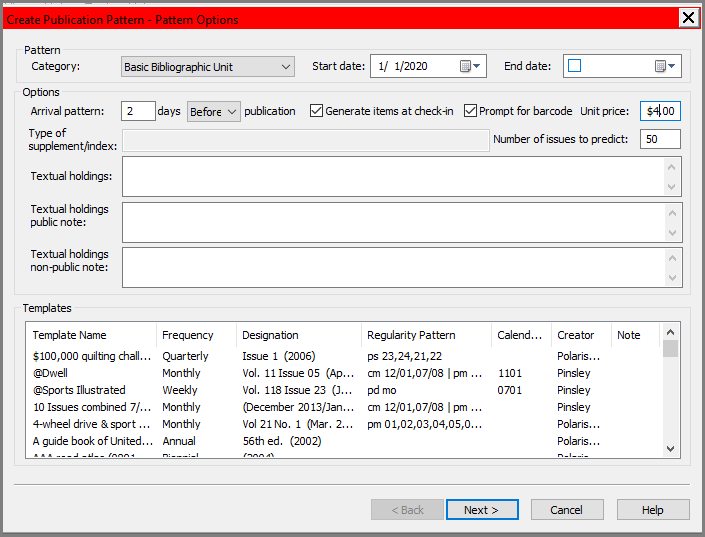 Create Publication Pattern - Pattern Options
Pattern
Category: Basic Bibliographic Unit Start date: 1/ 1/2020 End date:
Options
Arrival pattern: 2 days Before publication Generate items at check-in Prompt for barcode Unit price: $4.00
Type of
supplement/index: Number of issues to predict: 50
Textual holdings:
Textual holdings
public note:
Textual holdings
non-public note:
Templates
Template Name Frequency Designation Regularity Pattern Calend... Creator Note
$100,000 quilting chall... Quarterly Issue 1 (2006) ps 23,24,21,22 Polaris...
@Dwell Monthly Vol. 11 Issue 05 (Ap... cm 12/01,07/08 | pm ... 1101 Pinsley
@Sports Illustrated Weekly Vol. 118 Issue 23 (J... pd mo 0701 Pinsley
10 Issues combined 7/... Monthly (December 2013/Jan... cm 12/01,07/08 | pm ... Pinsley
4-wheel drive & sport ... Monthly Vol 21 No. 1 (Mar. 2... pm 01,02,03,04,05,0... Polaris...
A guide book of United... Annual 56th ed. (2002) Polaris...
< Back Next > Cancel Help